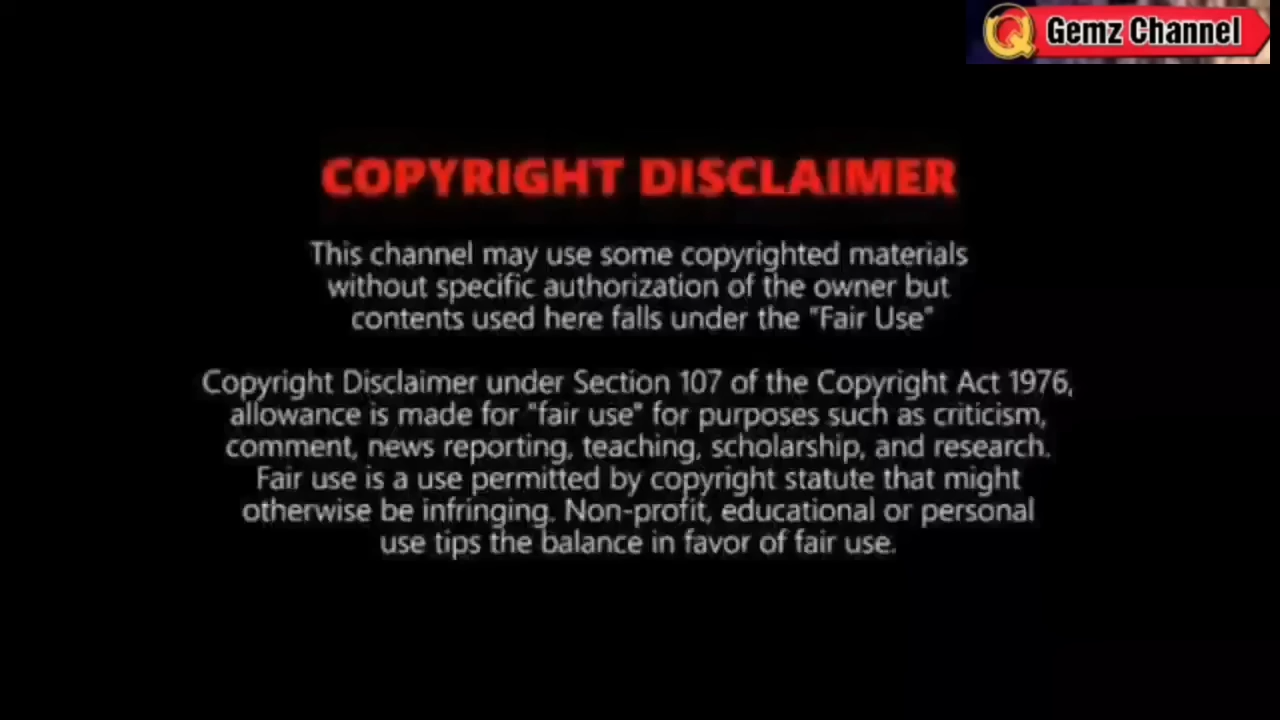 Gemz Channel
COPYRIGHT DISCLAIMER
This channel may use some copyrighted materials
without specific authorization of the owner but
contents used here falls under the "Fair Use"
Copyright Disclaimer under Section 107 of the Copyright Act 1976,
allowance is made for "fair use" for purposes such as criticism,
comment, news reporting, teaching, scholarship, and research.
Fair use is a use permitted by copyright statute that might
otherwise be infringing. Non-profit, educational or personal
use tips the balance in favor of fair use.